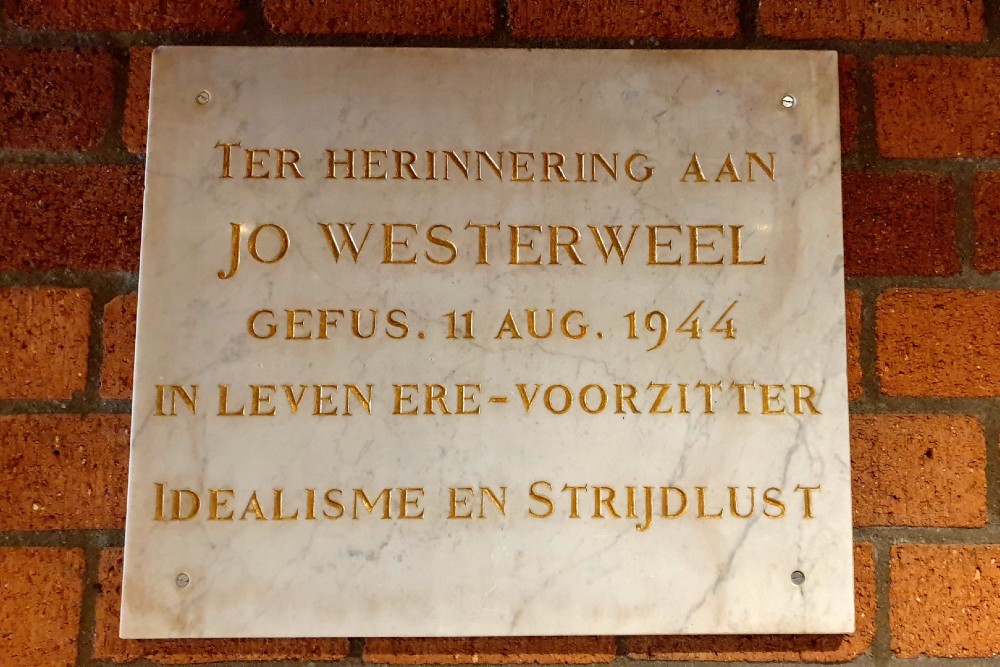 Ter herinnering aan
Jo Westerweel
gefus. 11 aug. 1944
in leven ere-voorzitter
Idealisme en Strijdlust